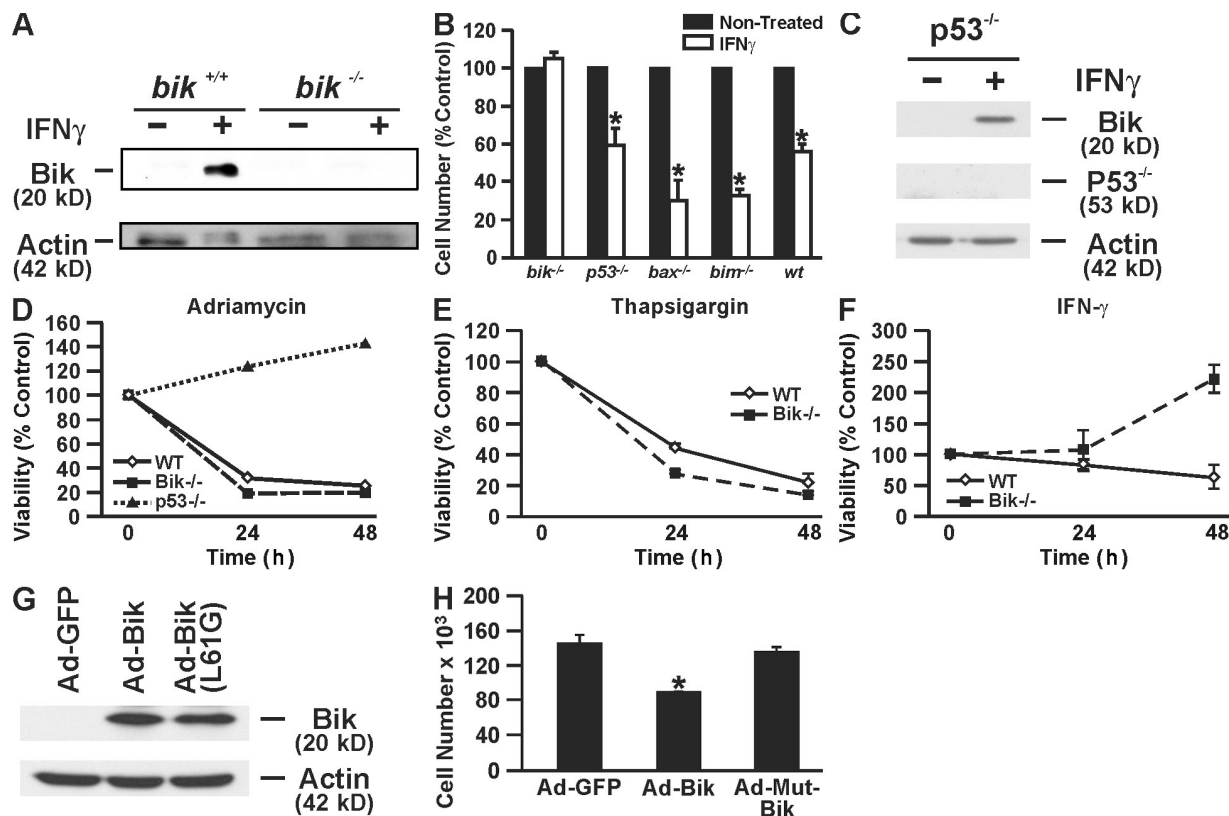 A
bik +/+
bik -/-
IFNγ
− + − +
Bik
(20 kD)
Actin
(42 kD)
B
Cell Number (% Control)
120
100
80
60
40
20
0
Non-Treated
IFNγ
* * * *
bik-/- p53-/- bax-/- bim-/- wt
C
p53-/-
− + IFNγ
Bik
(20 kD)
P53-/-
(53 kD)
Actin
(42 kD)
D
Adriamycin
Viability (% Control)
160
140
120
100
80
60
40
20
0
WT
Bik-/-
p53-/-
0 24 48
Time (h)
E
Thapsigargin
Viability (% Control)
120
100
80
60
40
20
0
WT
Bik-/-
0 24 48
Time (h)
F
IFN-γ
Viability (% Control)
300
250
200
150
100
50
0
WT
Bik-/-
0 24 48
Time (h)
G
Ad-GFP
Ad-Bik
Ad-Bik
(L61G)
Bik
(20 kD)
Actin
(42 kD)
H
Cell Number x 10³
200
160
120
80
40
0
*
Ad-GFP Ad-Bik Ad-Mut-
Bik